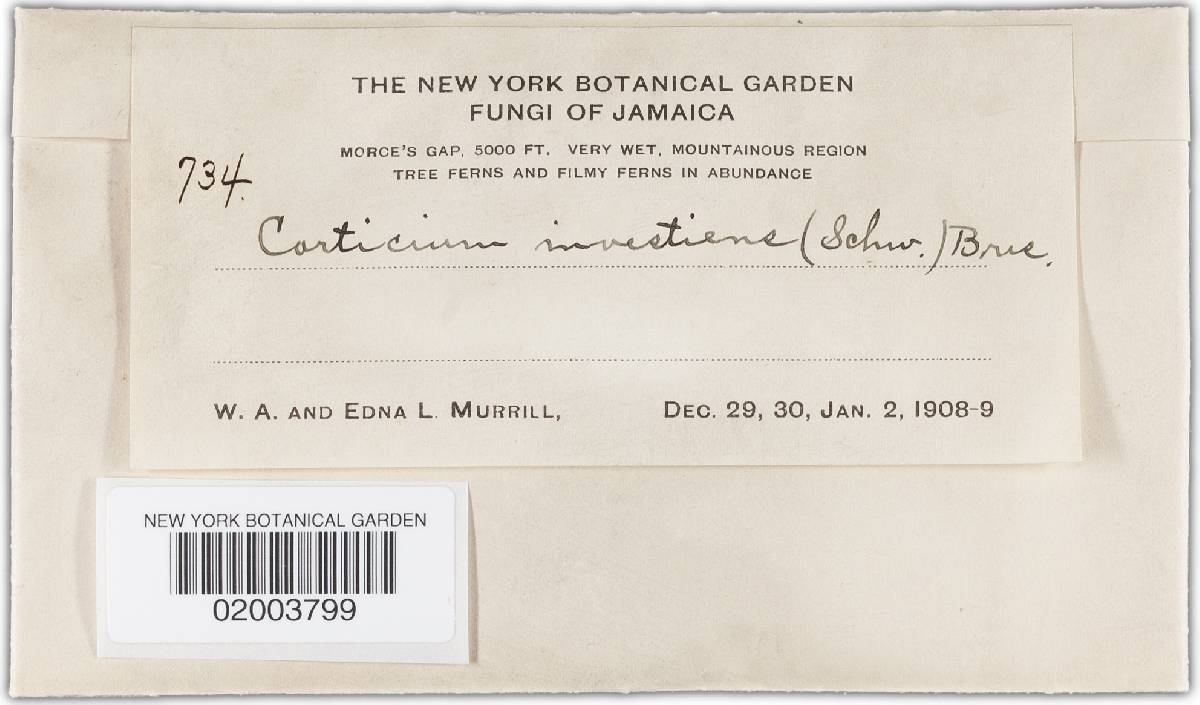 THE NEW YORK BOTANICAL GARDEN
FUNGI OF JAMAICA
MORCE'S GAP, 5000 FT. VERY WET, MOUNTAINOUS REGION
TREE FERNS AND FILMY FERNS IN ABUNDANCE
734.
Corticium investiens (Schw.) Bres.
W. A. AND EDNA L. MURRILL, DEC. 29, 30, JAN. 2, 1908-9
NEW YORK BOTANICAL GARDEN
02003799